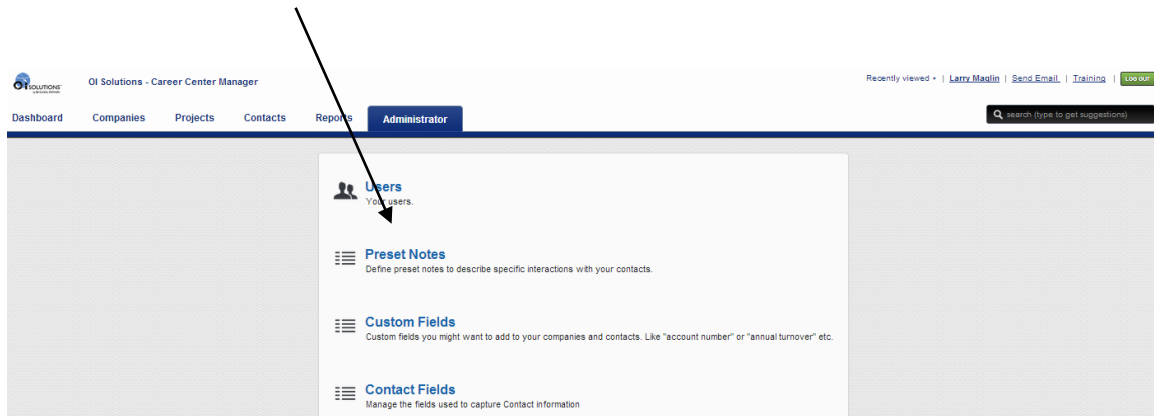 OI Solutions - Career Center Manager
Recently viewed | Larry Maglin | Send Email | Training | LOG OUT
Oi SOLUTIONS
Dashboard Companies Projects Contacts Reports Administrator
search (type to get suggestions)
Users
Your users.
Preset Notes
Define preset notes to describe specific interactions with your contacts.
Custom Fields
Custom fields you might want to add to your companies and contacts. Like "account number" or "annual turnover" etc.
Contact Fields
Manage the fields used to capture Contact information